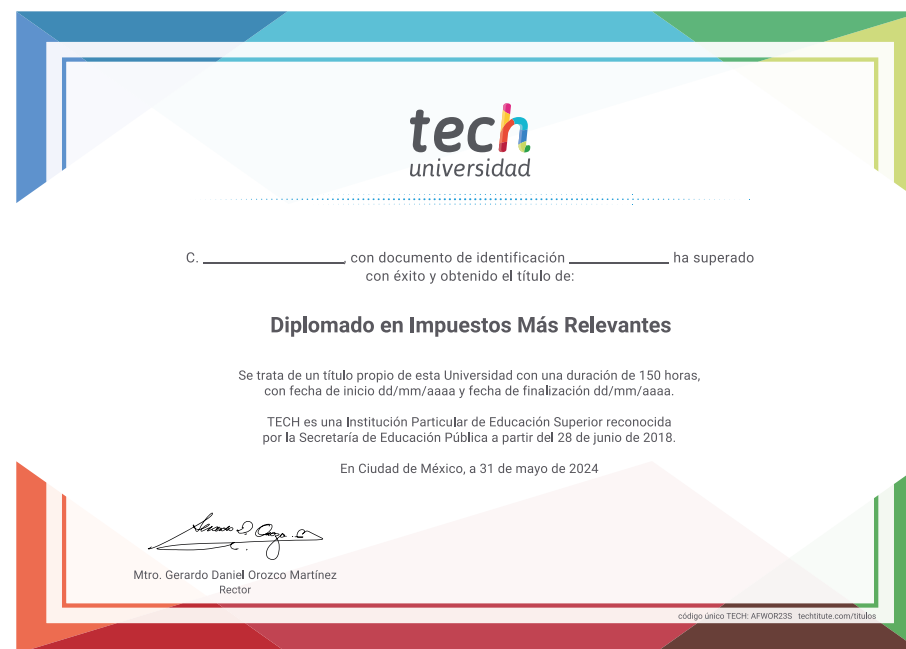 tech
universidad
C. ____________, con documento de identificación ____________ ha superado
con éxito y obtenido el título de:
Diplomado en Impuestos Más Relevantes
Se trata de un título propio de esta Universidad con una duración de 150 horas,
con fecha de inicio dd/mm/aaaa y fecha de finalización dd/mm/aaaa.
TECH es una Institución Particular de Educación Superior reconocida
por la Secretaría de Educación Pública a partir del 28 de junio de 2018.
En Ciudad de México, a 31 de mayo de 2024
Mtro. Gerardo Daniel Orozco Martínez
Rector
código único TECH: AFWOR23S techtitute.com/titulos